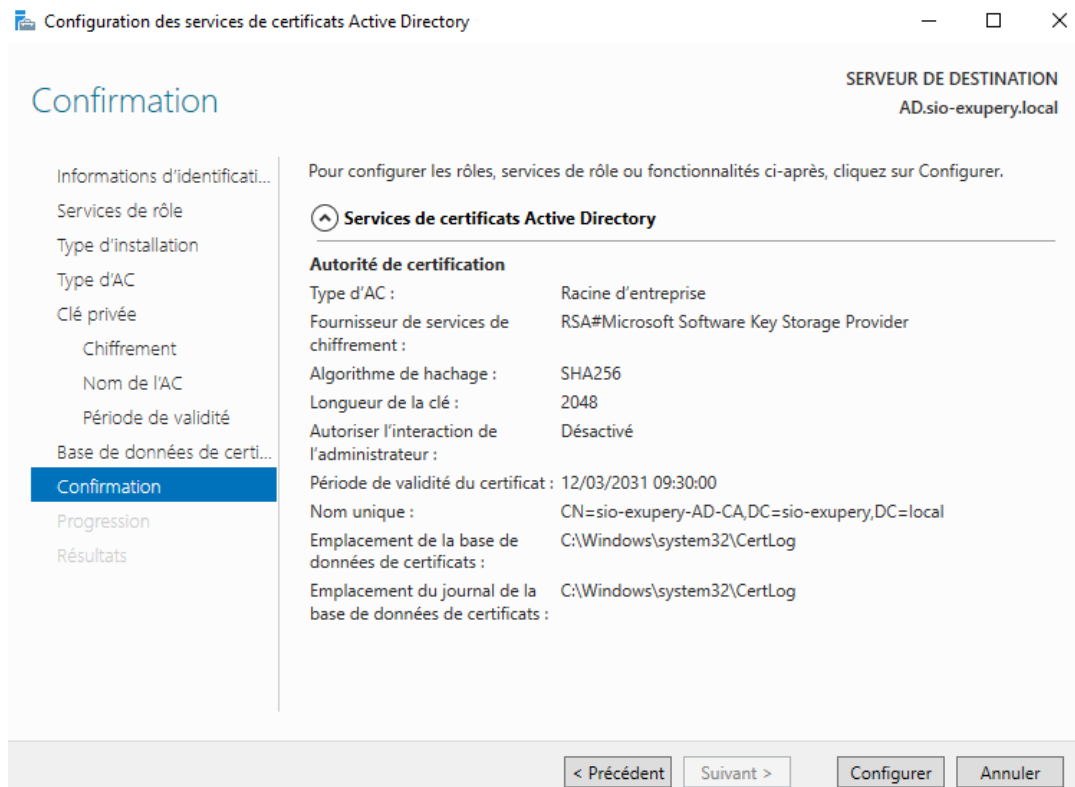 Configuration des services de certificats Active Directory
Confirmation
SERVEUR DE DESTINATION
AD.sio-exupery.local
Informations d'identificati...
Services de rôle
Type d'installation
Type d'AC
Clé privée
Chiffrement
Nom de l'AC
Période de validité
Base de données de certi...
Confirmation
Progression
Résultats
Pour configurer les rôles, services de rôle ou fonctionnalités ci-après, cliquez sur Configurer.
Services de certificats Active Directory
Autorité de certification
Type d'AC : Racine d'entreprise
Fournisseur de services de RSA#Microsoft Software Key Storage Provider
chiffrement :
Algorithme de hachage : SHA256
Longueur de la clé : 2048
Autoriser l'interaction de Désactivé
l'administrateur :
Période de validité du certificat : 12/03/2031 09:30:00
Nom unique : CN=sio-exupery-AD-CA,DC=sio-exupery,DC=local
Emplacement de la base de C:\Windows\system32\CertLog
données de certificats :
Emplacement du journal de la C:\Windows\system32\CertLog
base de données de certificats :
< Précédent Suivant > Configurer Annuler